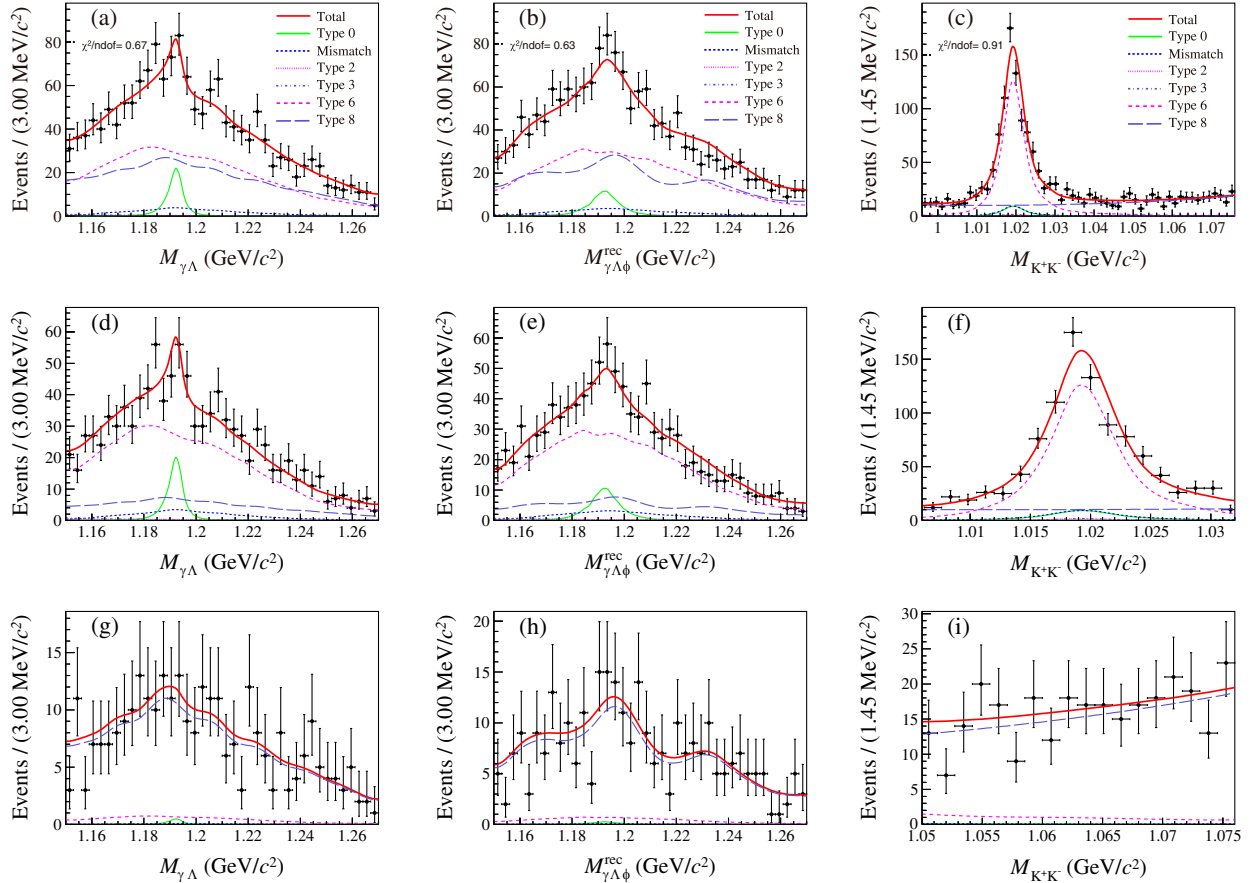 (a)
Total
Type 0
Mismatch
Type 2
Type 3
Type 6
Type 8
χ²/ndof= 0.67
Events / (3.00 MeV/c²)
0
20
40
60
80
1.16
1.18
1.2
1.22
1.24
1.26
M_γΛ (GeV/c²)
(b)
Total
Type 0
Mismatch
Type 2
Type 3
Type 6
Type 8
χ²/ndof= 0.63
Events / (3.00 MeV/c²)
0
20
40
60
80
100
1.16
1.18
1.2
1.22
1.24
1.26
M^rec_γΛϕ (GeV/c²)
(c)
Total
Type 0
Mismatch
Type 2
Type 3
Type 6
Type 8
χ²/ndof= 0.91
Events / (1.45 MeV/c²)
0
50
100
150
1
1.01
1.02
1.03
1.04
1.05
1.06
1.07
M_K⁺K⁻ (GeV/c²)
(d)
Events / (3.00 MeV/c²)
0
10
20
30
40
50
60
1.16
1.18
1.2
1.22
1.24
1.26
M_γΛ (GeV/c²)
(e)
Events / (3.00 MeV/c²)
0
10
20
30
40
50
60
1.16
1.18
1.2
1.22
1.24
1.26
M^rec_γΛϕ (GeV/c²)
(f)
Events / (1.45 MeV/c²)
0
50
100
150
1.01
1.015
1.02
1.025
1.03
M_K⁺K⁻ (GeV/c²)
(g)
Events / (3.00 MeV/c²)
0
5
10
15
1.16
1.18
1.2
1.22
1.24
1.26
M_γΛ (GeV/c²)
(h)
Events / (3.00 MeV/c²)
0
5
10
15
20
1.16
1.18
1.2
1.22
1.24
1.26
M^rec_γΛϕ (GeV/c²)
(i)
Events / (1.45 MeV/c²)
0
5
10
15
20
25
30
1.05
1.055
1.06
1.065
1.07
1.075
M_K⁺K⁻ (GeV/c²)